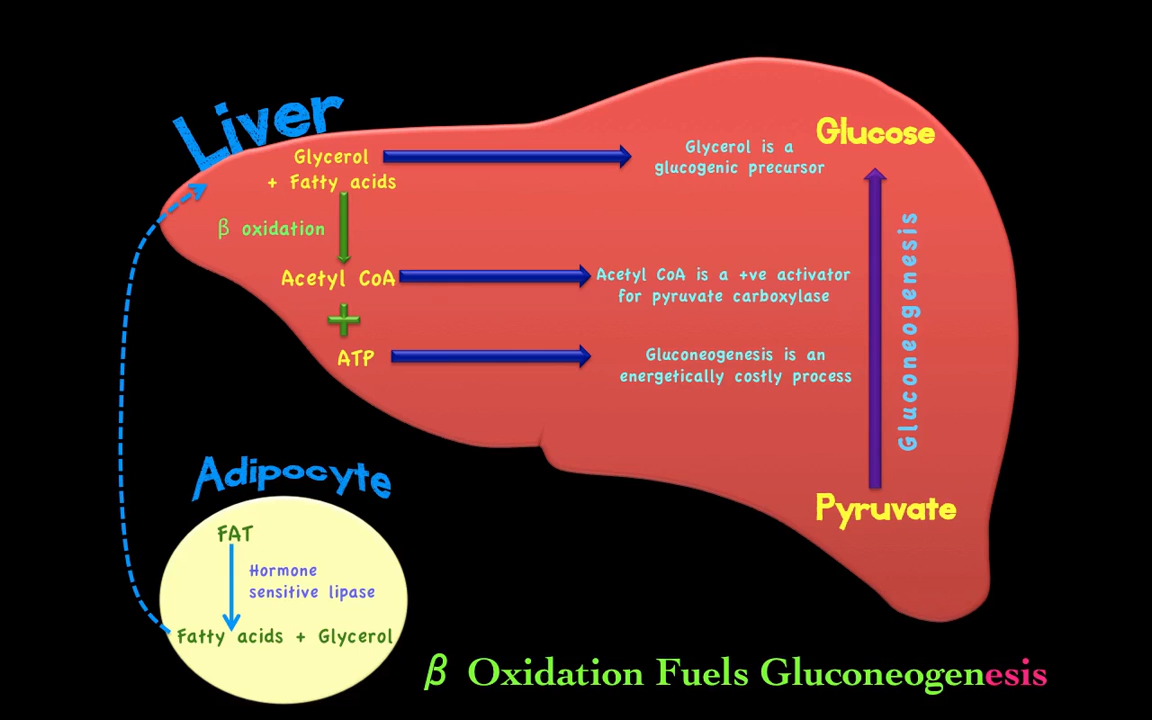 Liver
Glycerol
+ Fatty acids
β oxidation
Acetyl CoA
+
ATP
Glycerol is a
glucogenic precursor
Acetyl CoA is a +ve activator
for pyruvate carboxylase
Gluconeogenesis is an
energetically costly process
Glucose
Gluconeogenesis
Pyruvate
Adipocyte
FAT
Hormone
sensitive lipase
Fatty acids + Glycerol
β Oxidation Fuels Gluconeogenesis